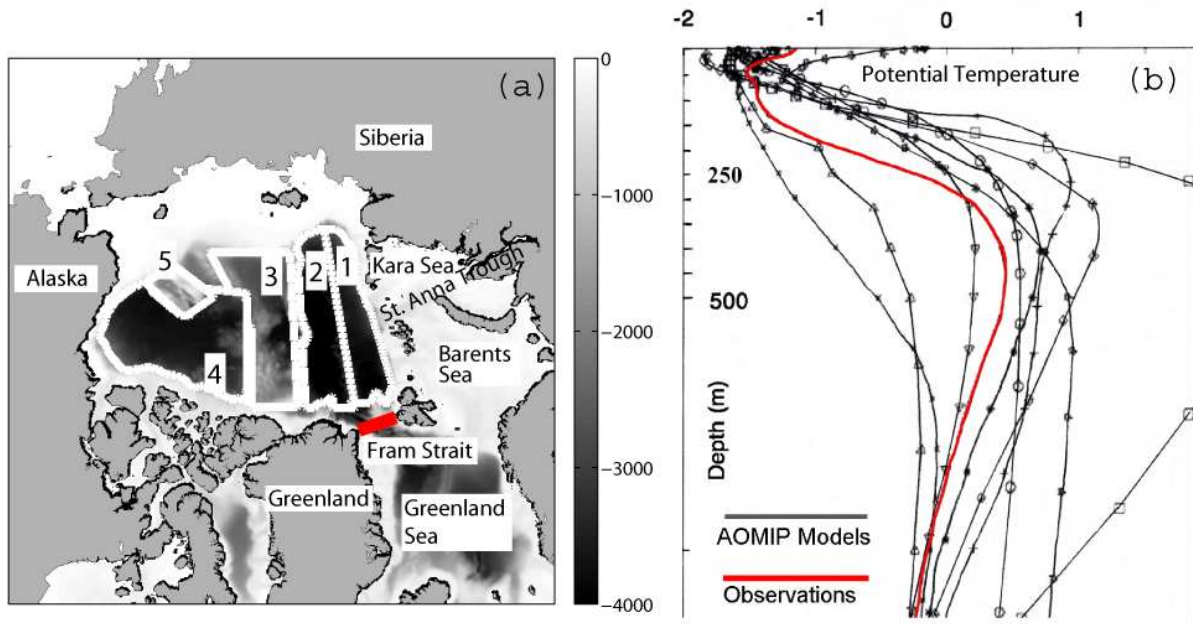 (a)
Siberia
Alaska
5
3
2
1
Kara Sea
St. Anna Trough
4
Barents
Sea
Fram Strait
Greenland
Greenland
Sea
0
−1000
−2000
−3000
−4000
-2
-1
0
1
Potential Temperature
(b)
250
500
Depth (m)
AOMIP Models
Observations